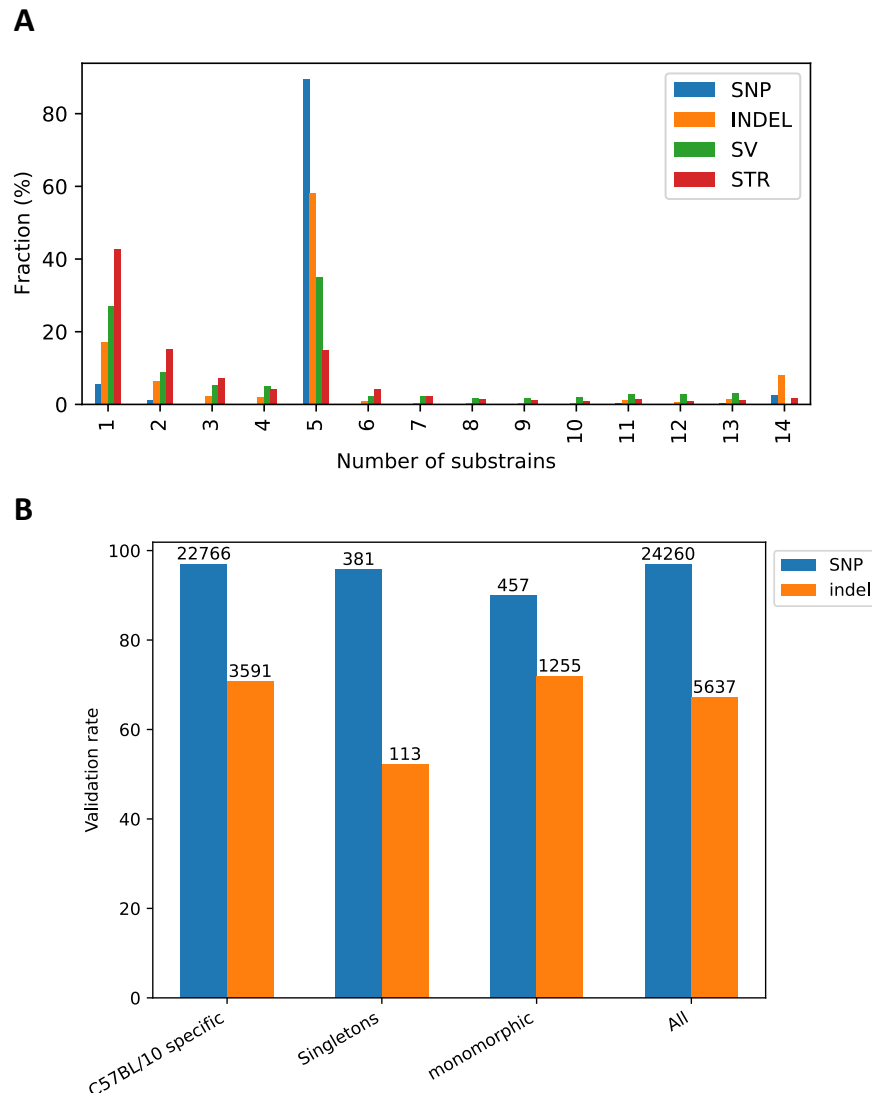 A
Fraction (%)
80
60
40
20
0
SNP
INDEL
SV
STR
1 2 3 4 5 6 7 8 9 10 11 12 13 14
Number of substrains
B
Validation rate
100
80
60
40
20
0
22766 381 457 24260
3591 113 1255 5637
SNP
indel
C57BL/10 specific
Singletons
monomorphic
All